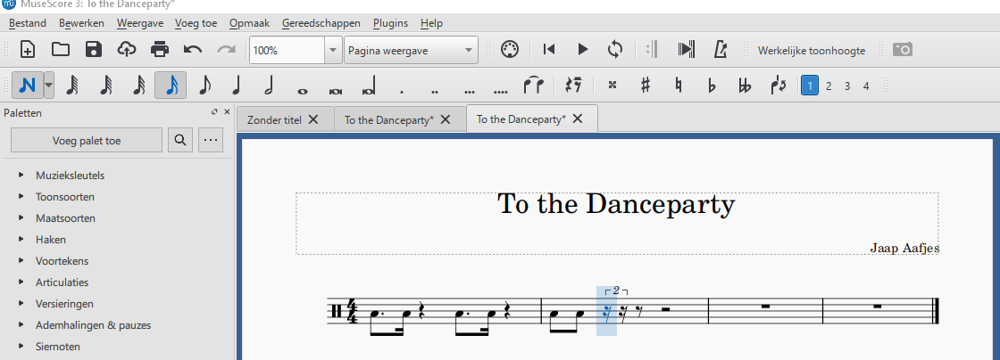 MuseScore 3: To the Danceparty*
Bestand Bewerken Weergave Voeg toe Opmaak Gereedschappen Plugins Help
100% Pagina weergave Werkelijke toonhoogte
1 2 3 4
Paletten
Zonder titel To the Danceparty* To the Danceparty*
Voeg palet toe ...
Muzieksleutels
Toonsoorten
Maatsoorten
Haken
Voortekens
Articulaties
Versieringen
Ademhalingen & pauzes
Siernoten
To the Danceparty
Jaap Aafjes
2
4
4